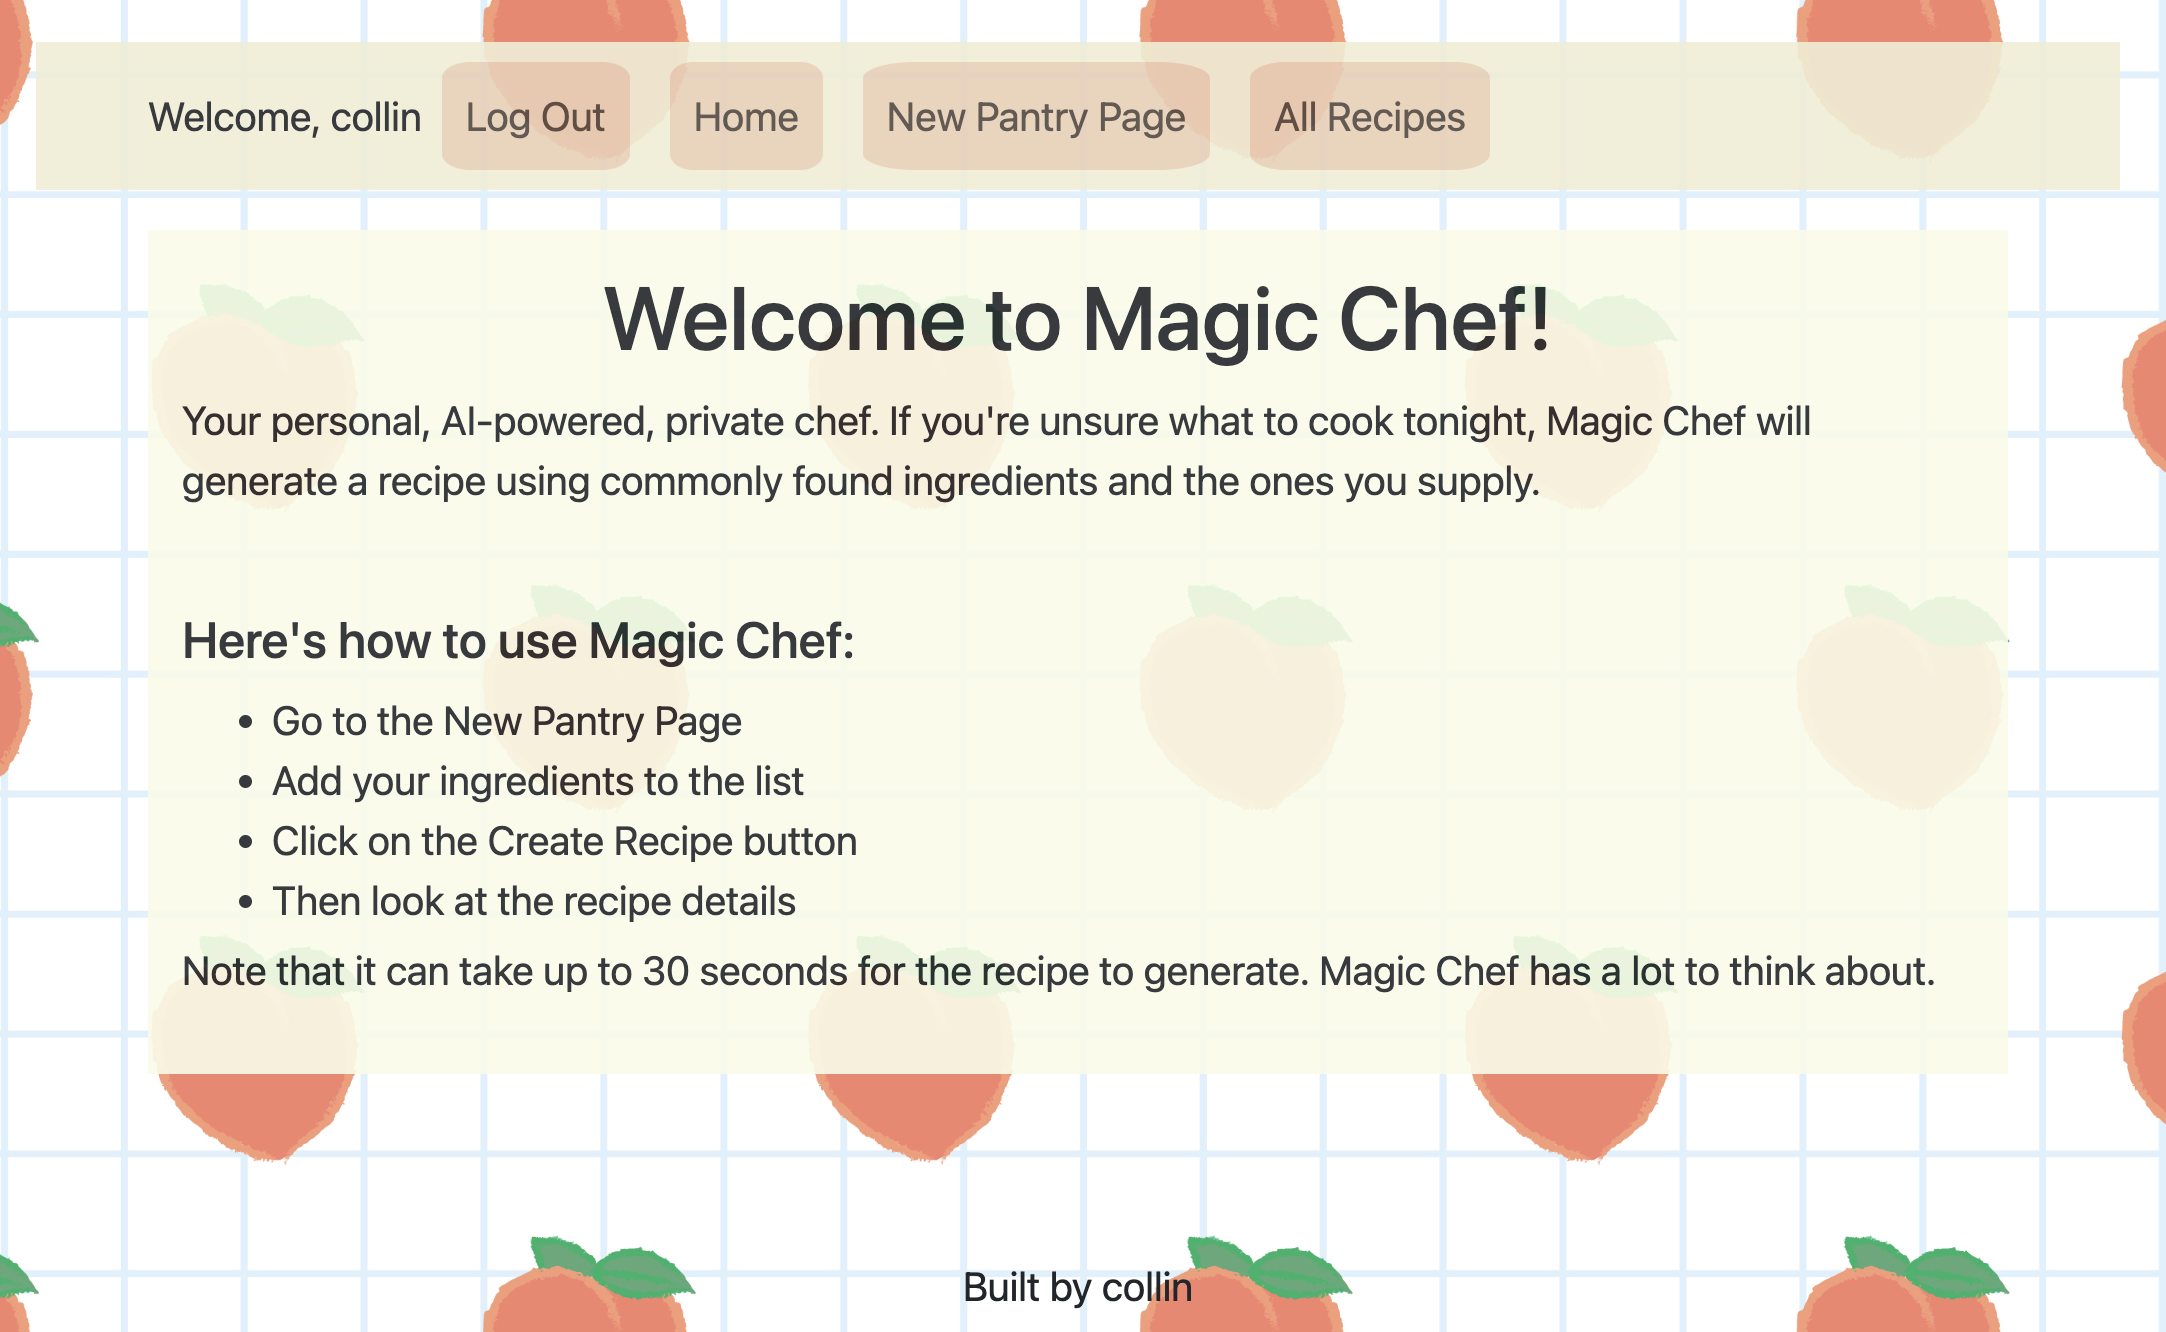 Welcome, collin Log Out Home New Pantry Page All Recipes
Welcome to Magic Chef!
Your personal, AI-powered, private chef. If you're unsure what to cook tonight, Magic Chef will
generate a recipe using commonly found ingredients and the ones you supply.
Here's how to use Magic Chef:
• Go to the New Pantry Page
• Add your ingredients to the list
• Click on the Create Recipe button
• Then look at the recipe details
Note that it can take up to 30 seconds for the recipe to generate. Magic Chef has a lot to think about.
Built by collin